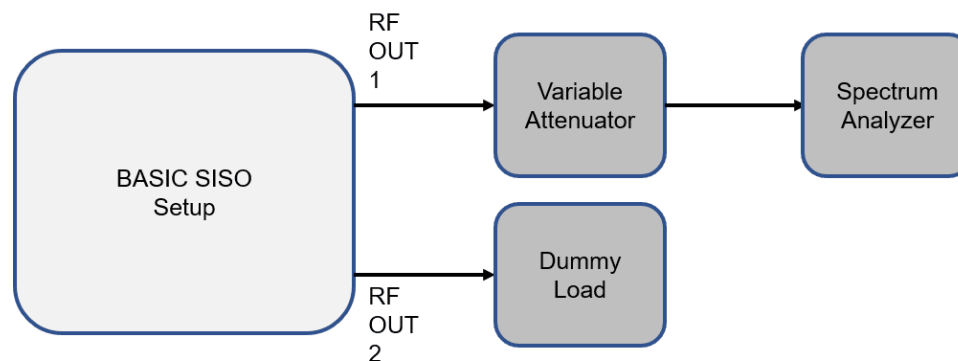 RF
OUT
1
Variable
Attenuator
Spectrum
Analyzer
BASIC SISO
Setup
Dummy
Load
RF
OUT
2